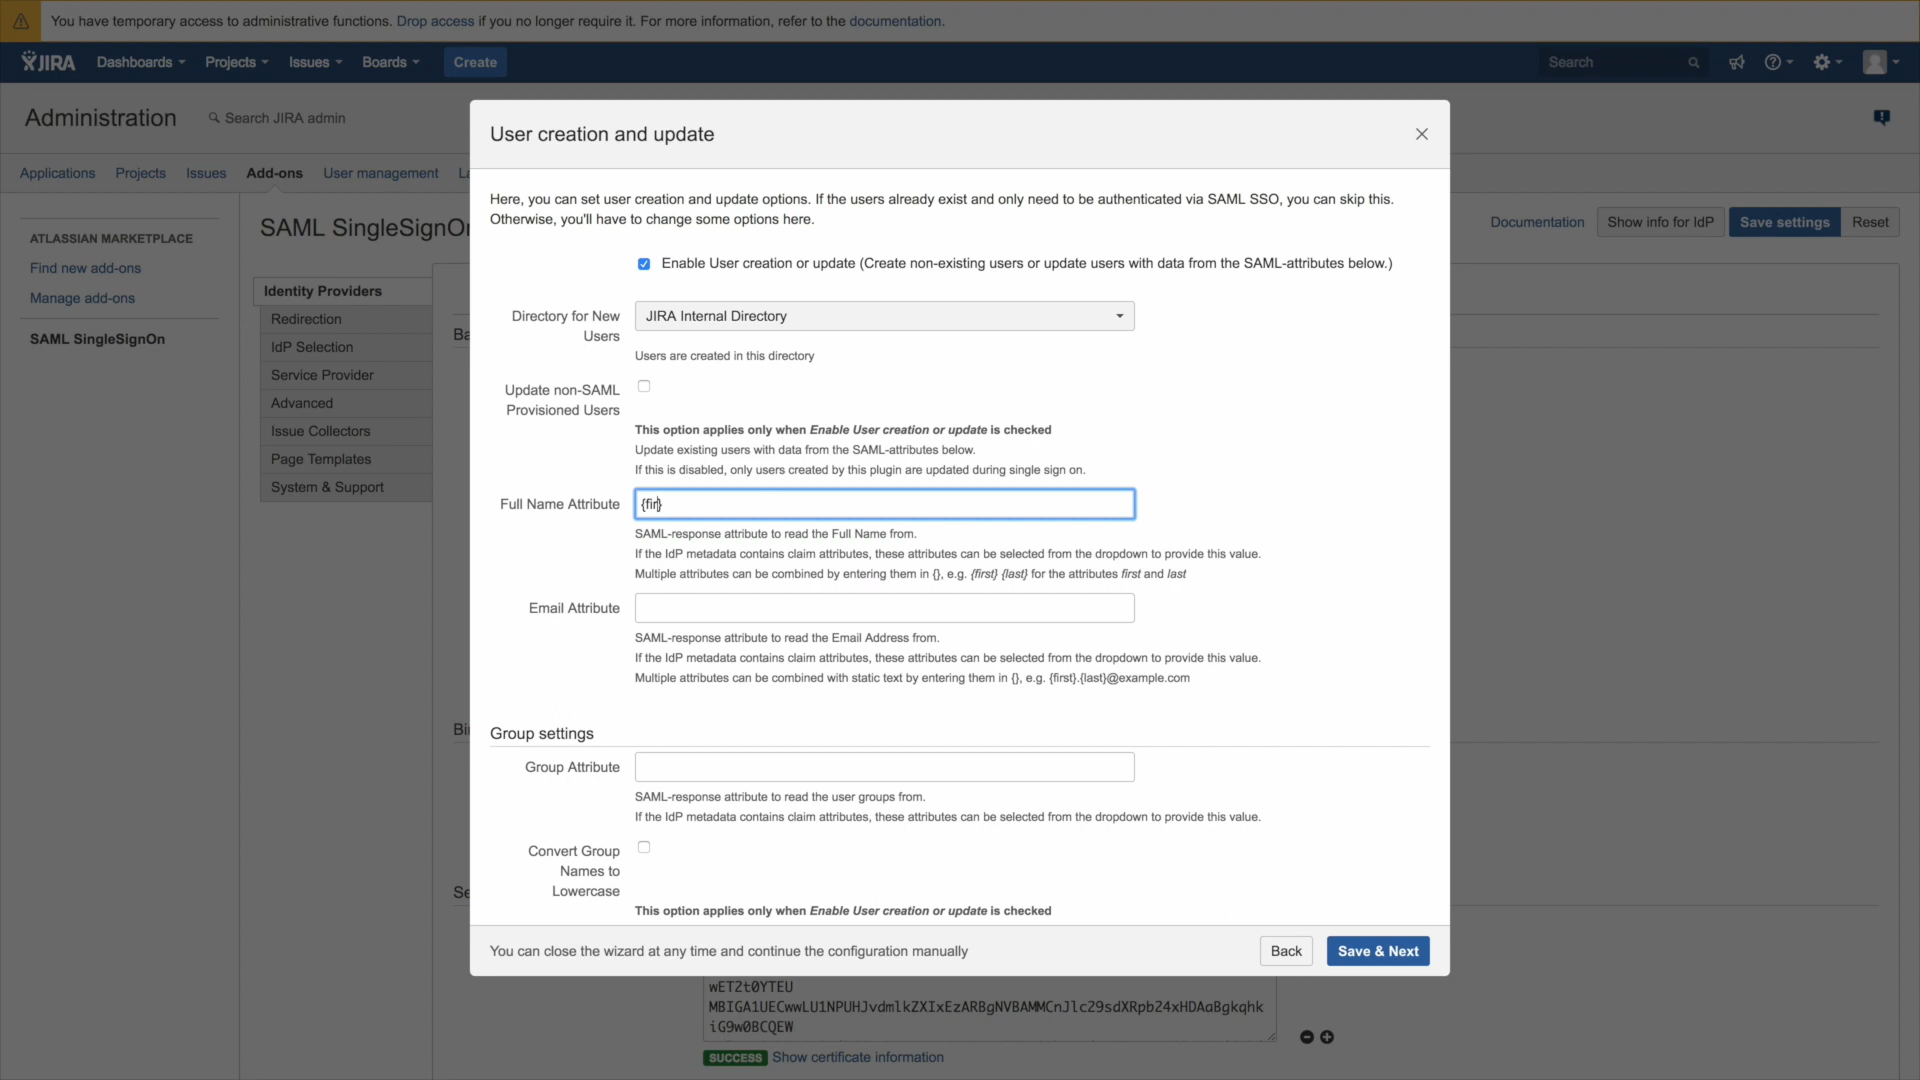 You have temporary access to administrative functions. Drop access if you no longer require it. For more information, refer to the documentation.
JIRA Dashboards Projects Issues Boards Create Search
Administration Search JIRA admin
Applications Projects Issues Add-ons User management
ATLASSIAN MARKETPLACE
Find new add-ons
Manage add-ons
SAML SingleSignOn
SAML SingleSignOn
Documentation Show info for IdP Save settings Reset
Identity Providers
Redirection
IdP Selection
Service Provider
Advanced
Issue Collectors
Page Templates
System & Support
User creation and update
Here, you can set user creation and update options. If the users already exist and only need to be authenticated via SAML SSO, you can skip this.
Otherwise, you'll have to change some options here.
Enable User creation or update (Create non-existing users or update users with data from the SAML-attributes below.)
Directory for New
Users
JIRA Internal Directory
Users are created in this directory
Update non-SAML
Provisioned Users
This option applies only when Enable User creation or update is checked
Update existing users with data from the SAML-attributes below.
If this is disabled, only users created by this plugin are updated during single sign on.
Full Name Attribute {fir}
SAML-response attribute to read the Full Name from.
If the IdP metadata contains claim attributes, these attributes can be selected from the dropdown to provide this value.
Multiple attributes can be combined by entering them in {}, e.g. {first} {last} for the attributes first and last
Email Attribute
SAML-response attribute to read the Email Address from.
If the IdP metadata contains claim attributes, these attributes can be selected from the dropdown to provide this value.
Multiple attributes can be combined with static text by entering them in {}, e.g. {first}.{last}@example.com
Group settings
Group Attribute
SAML-response attribute to read the user groups from.
If the IdP metadata contains claim attributes, these attributes can be selected from the dropdown to provide this value.
Convert Group
Names to
Lowercase
This option applies only when Enable User creation or update is checked
You can close the wizard at any time and continue the configuration manually Back Save & Next
wET2t0YTEU
MBIGA1UECwwLU1NPUHJvdmlkZXIxEzARBgNVBAMMCnJlc29sdXRpb24xHDAaBgkqhk
iG9w0BCQEW
SUCCESS Show certificate information